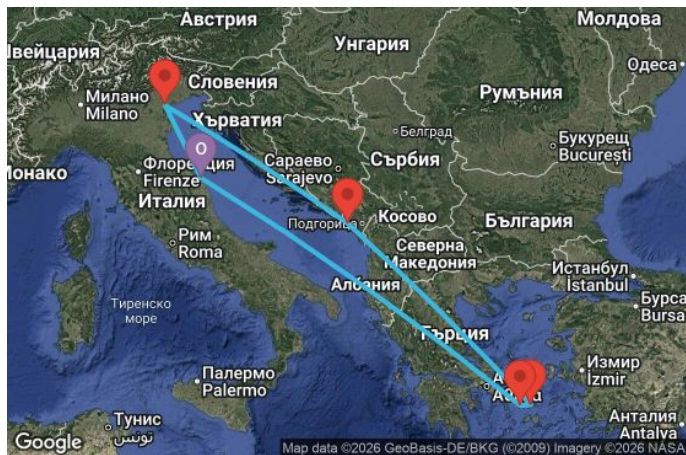 Австрия
Молдова
Швейцария
Унгария
Одеса
Словения
Милано
Milano
Румъния
Хърватия
Белград
Букурещ
București
O
Флоренция
Firenze
Сараево
Sarajevo
Сърбия
Монако
Италия
Подгорица
Косово
България
Рим
Roma
Северна
Македония
Истанбул
İstanbul
Албания
Бурса
Bursa
Тиренско
море
Гърция
Измир
İzmir
Палермо
Palermo
Тунис
تونس
Анталия
Antalya
Google
Map data ©2026 GeoBasis-DE/BKG (©2009) Imagery ©2026 NASA